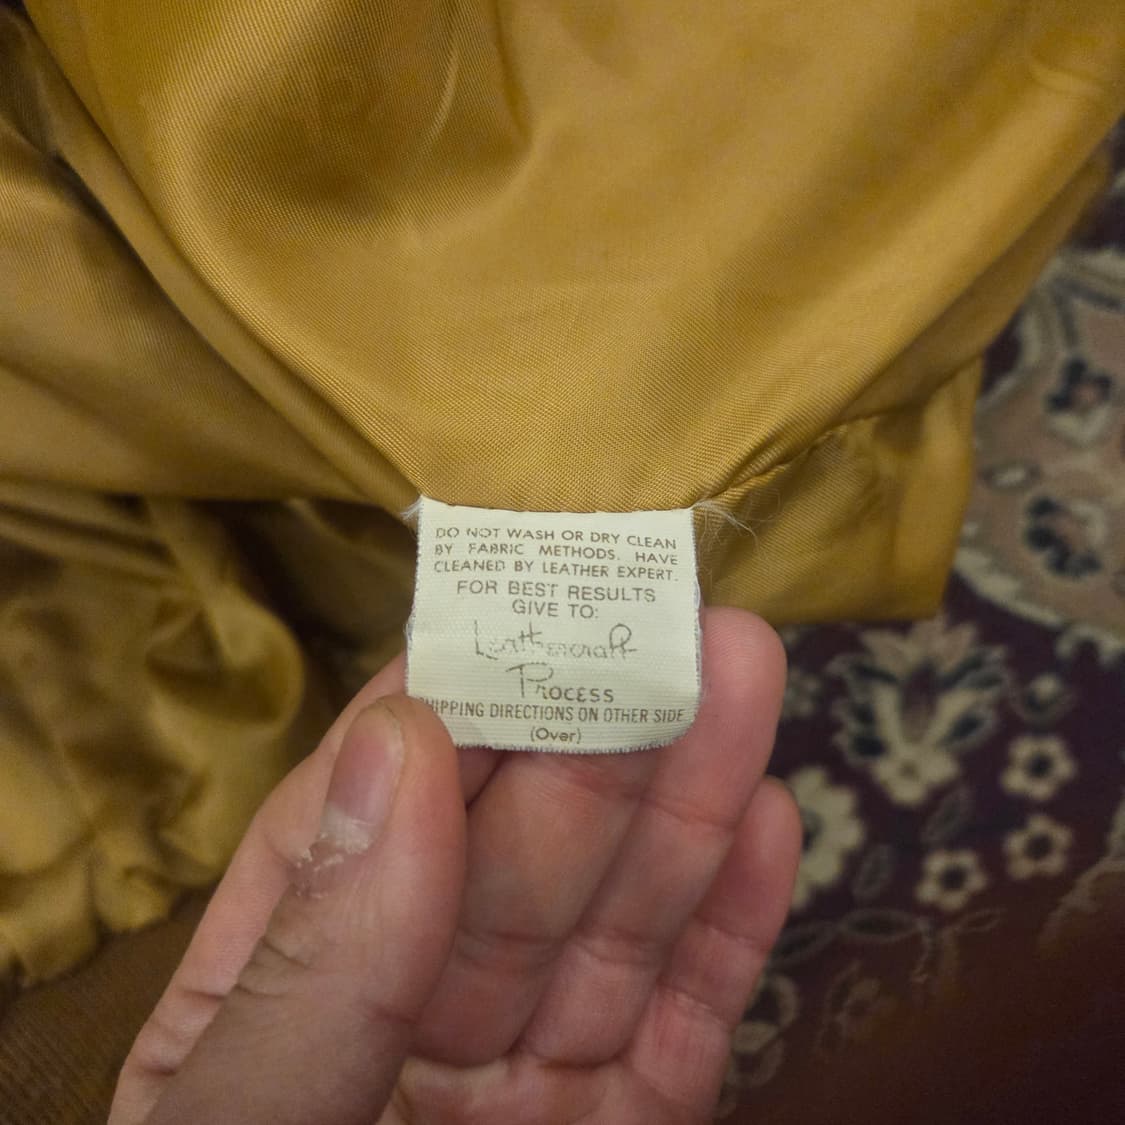 DO NOT WASH OR DRY CLEAN
BY FABRIC METHODS. HAVE
CLEANED BY LEATHER EXPERT.
FOR BEST RESULTS
GIVE TO:
Leathercraft
Process
HIPPING DIRECTIONS ON OTHER SIDE
(Over)